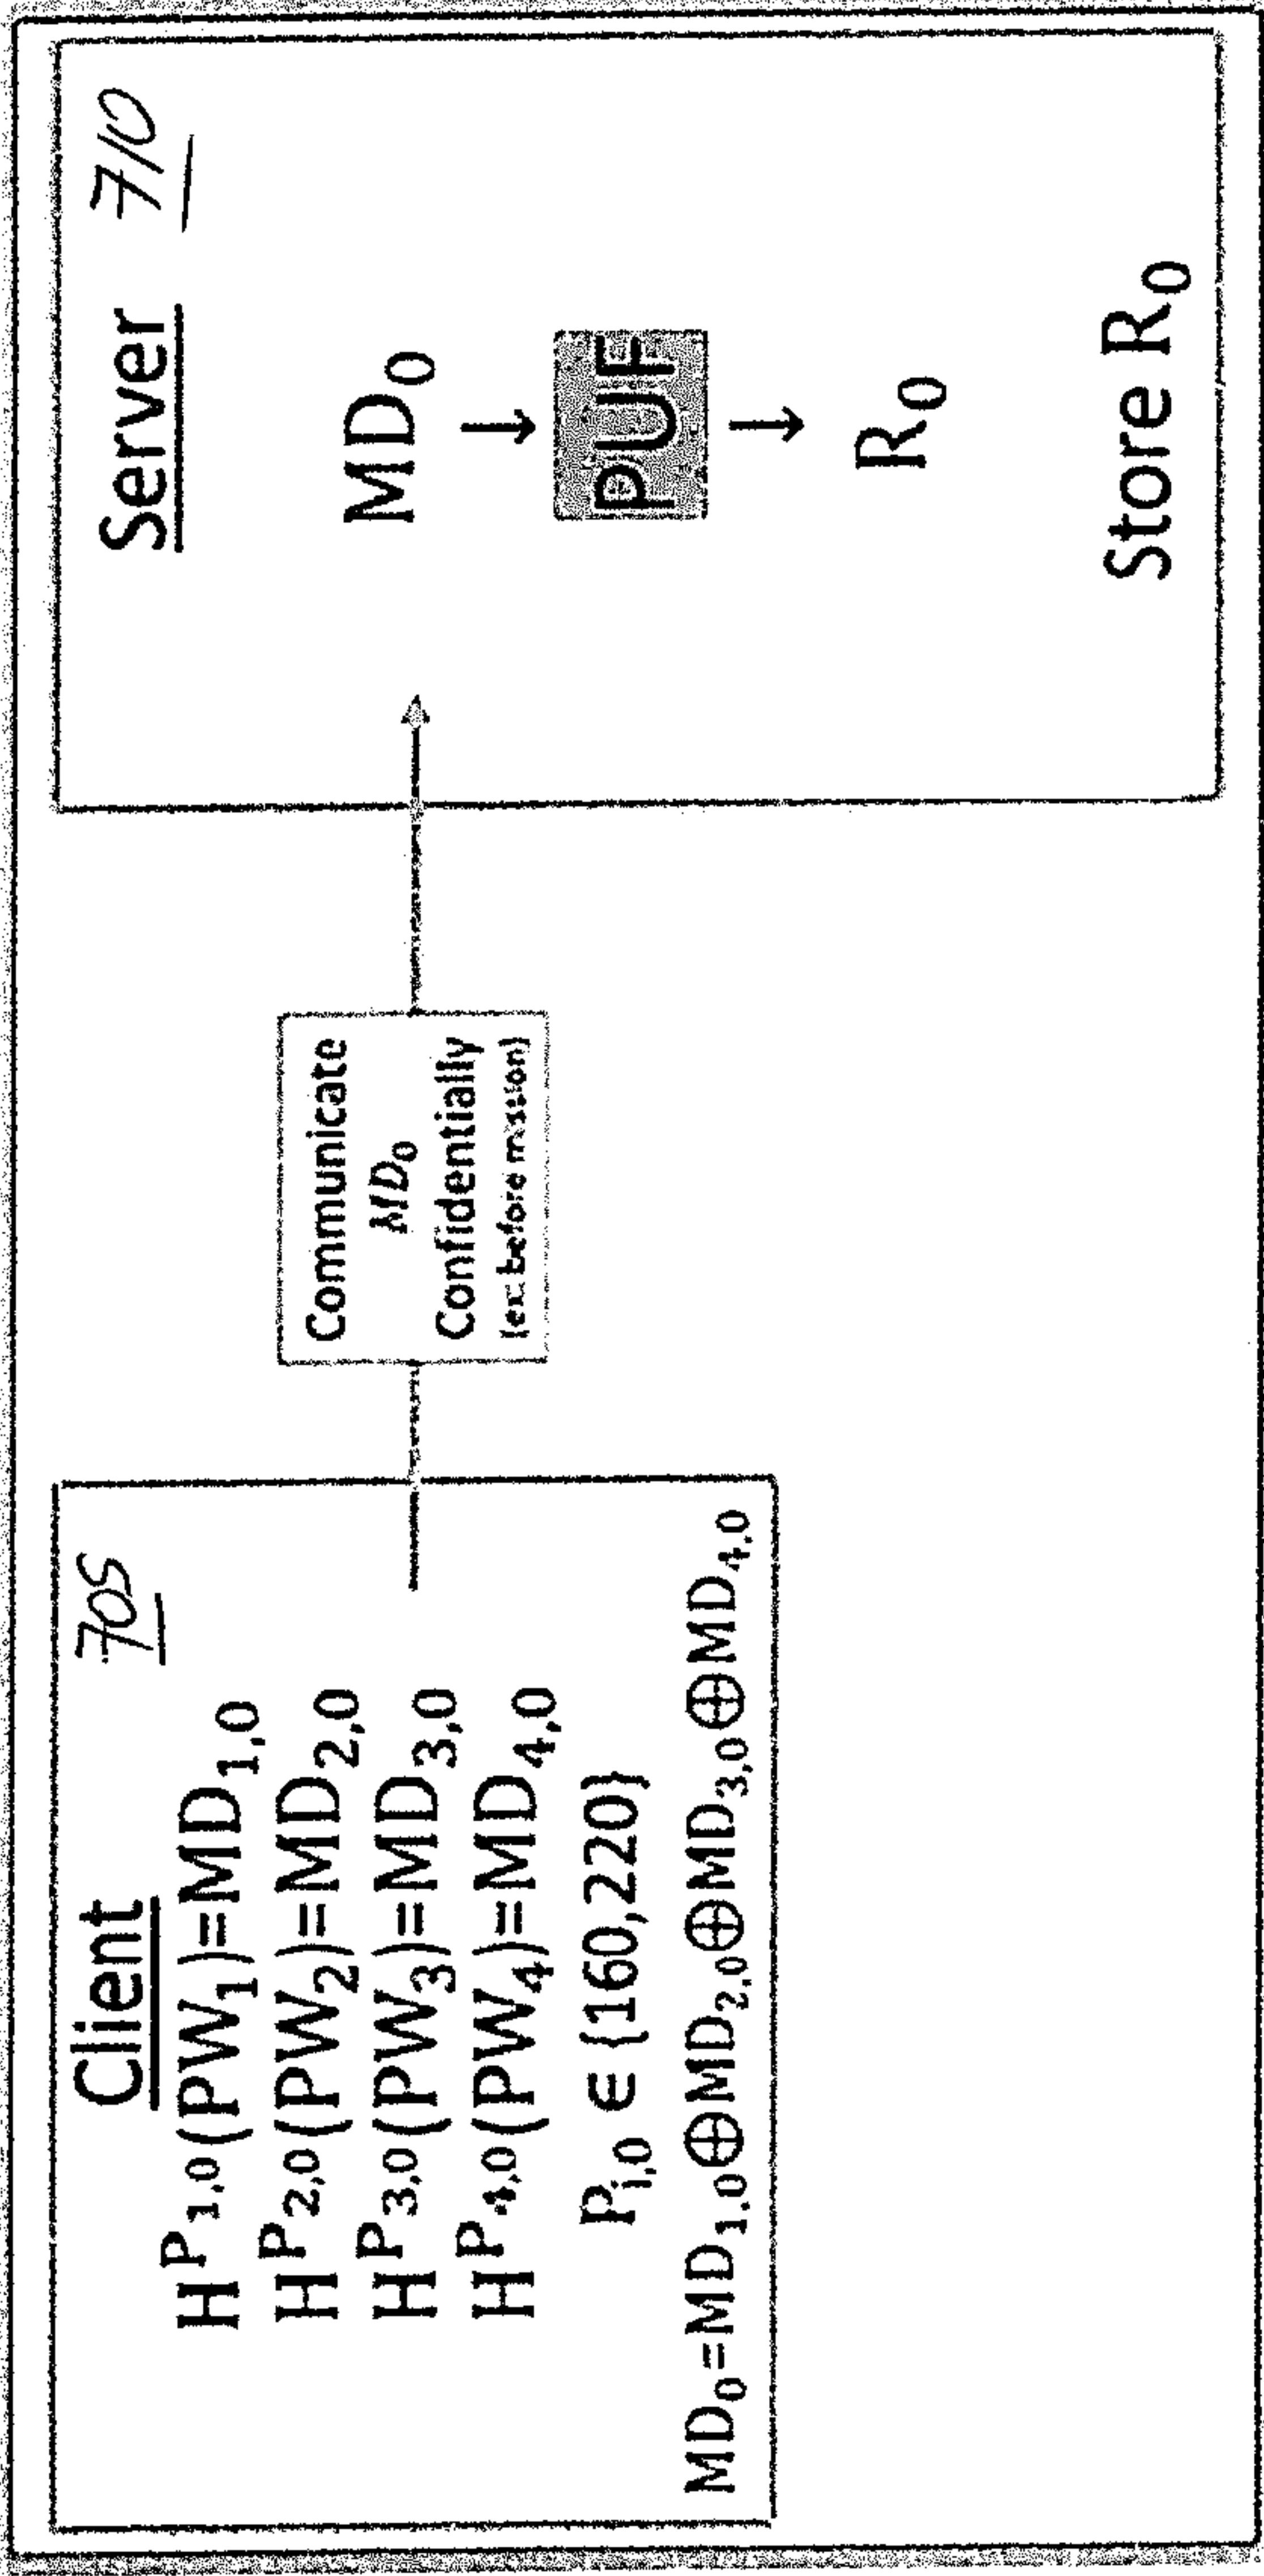 Client 705
H^P₁,₀(PW₁)=MD₁,₀
H^P₂,₀(PW₂)=MD₂,₀
H^P₃,₀(PW₃)=MD₃,₀
H^P₄,₀(PW₄)=MD₄,₀
Pᵢ,₀ ∈ {160,220}
MD₀=MD₁,₀⊕MD₂,₀⊕MD₃,₀⊕MD₄,₀
Communicate
MD₀
Confidentially
(ex: before mission)
Server 710
MD₀
↓
PUF
↓
R₀
Store R₀